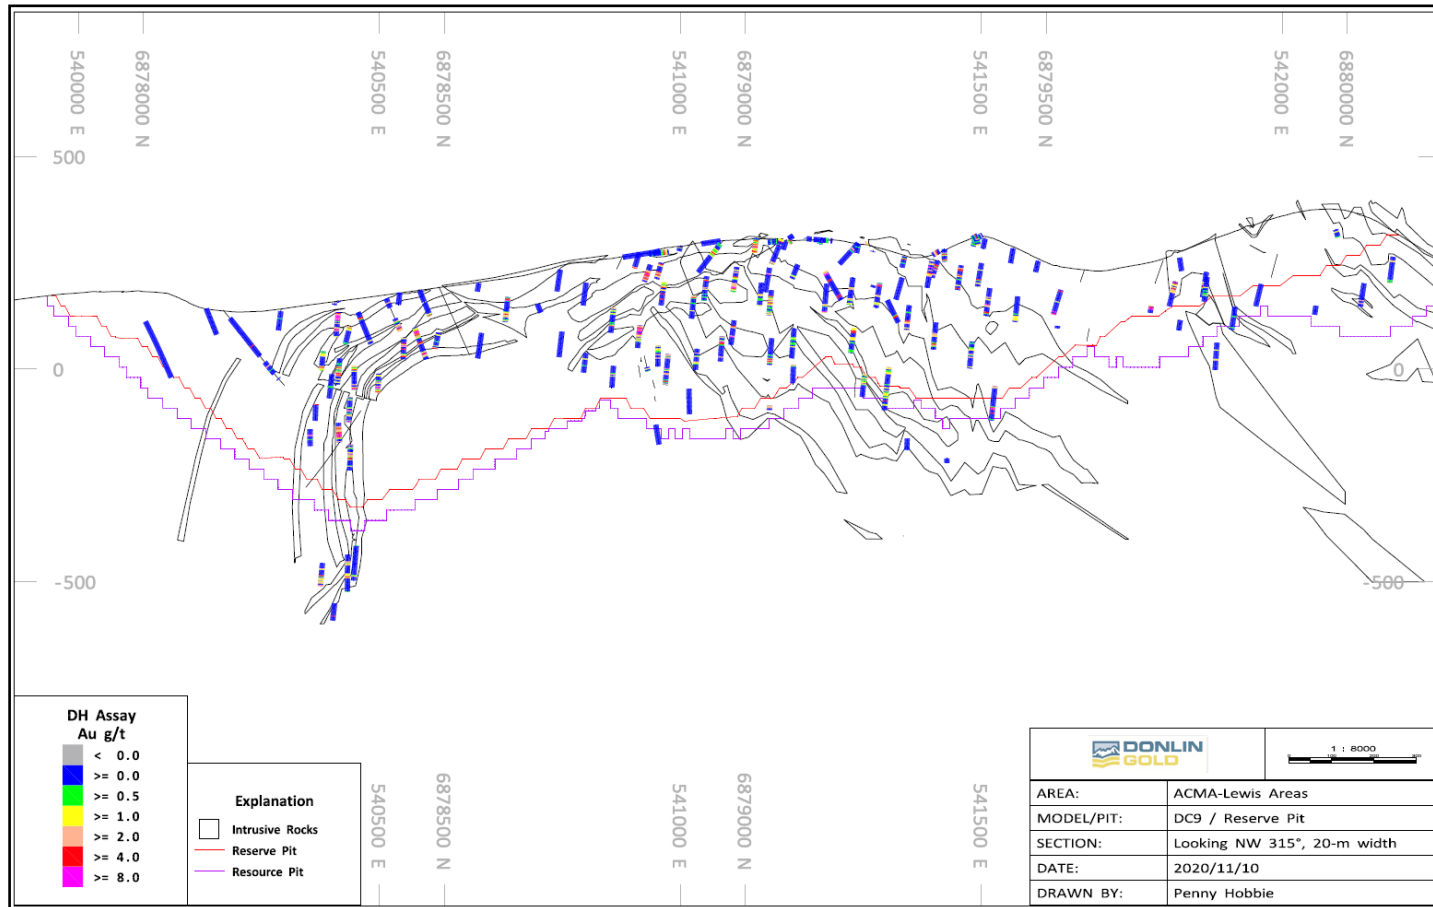 540000 E
6878000 N
540500 E
6878500 N
541000 E
6879000 N
541500 E
6879500 N
542000 E
6880000 N
500
0
0
-500
-500
DH Assay
Au g/t
< 0.0
>= 0.0
>= 0.5
>= 1.0
>= 2.0
>= 4.0
>= 8.0
Explanation
Intrusive Rocks
Reserve Pit
Resource Pit
540500 E
6878500 N
541000 E
6879000 N
541500 E
DONLIN
GOLD
1 : 8000
AREA: ACMA-Lewis Areas
MODEL/PIT: DC9 / Reserve Pit
SECTION: Looking NW 315°, 20-m width
DATE: 2020/11/10
DRAWN BY: Penny Hobbie